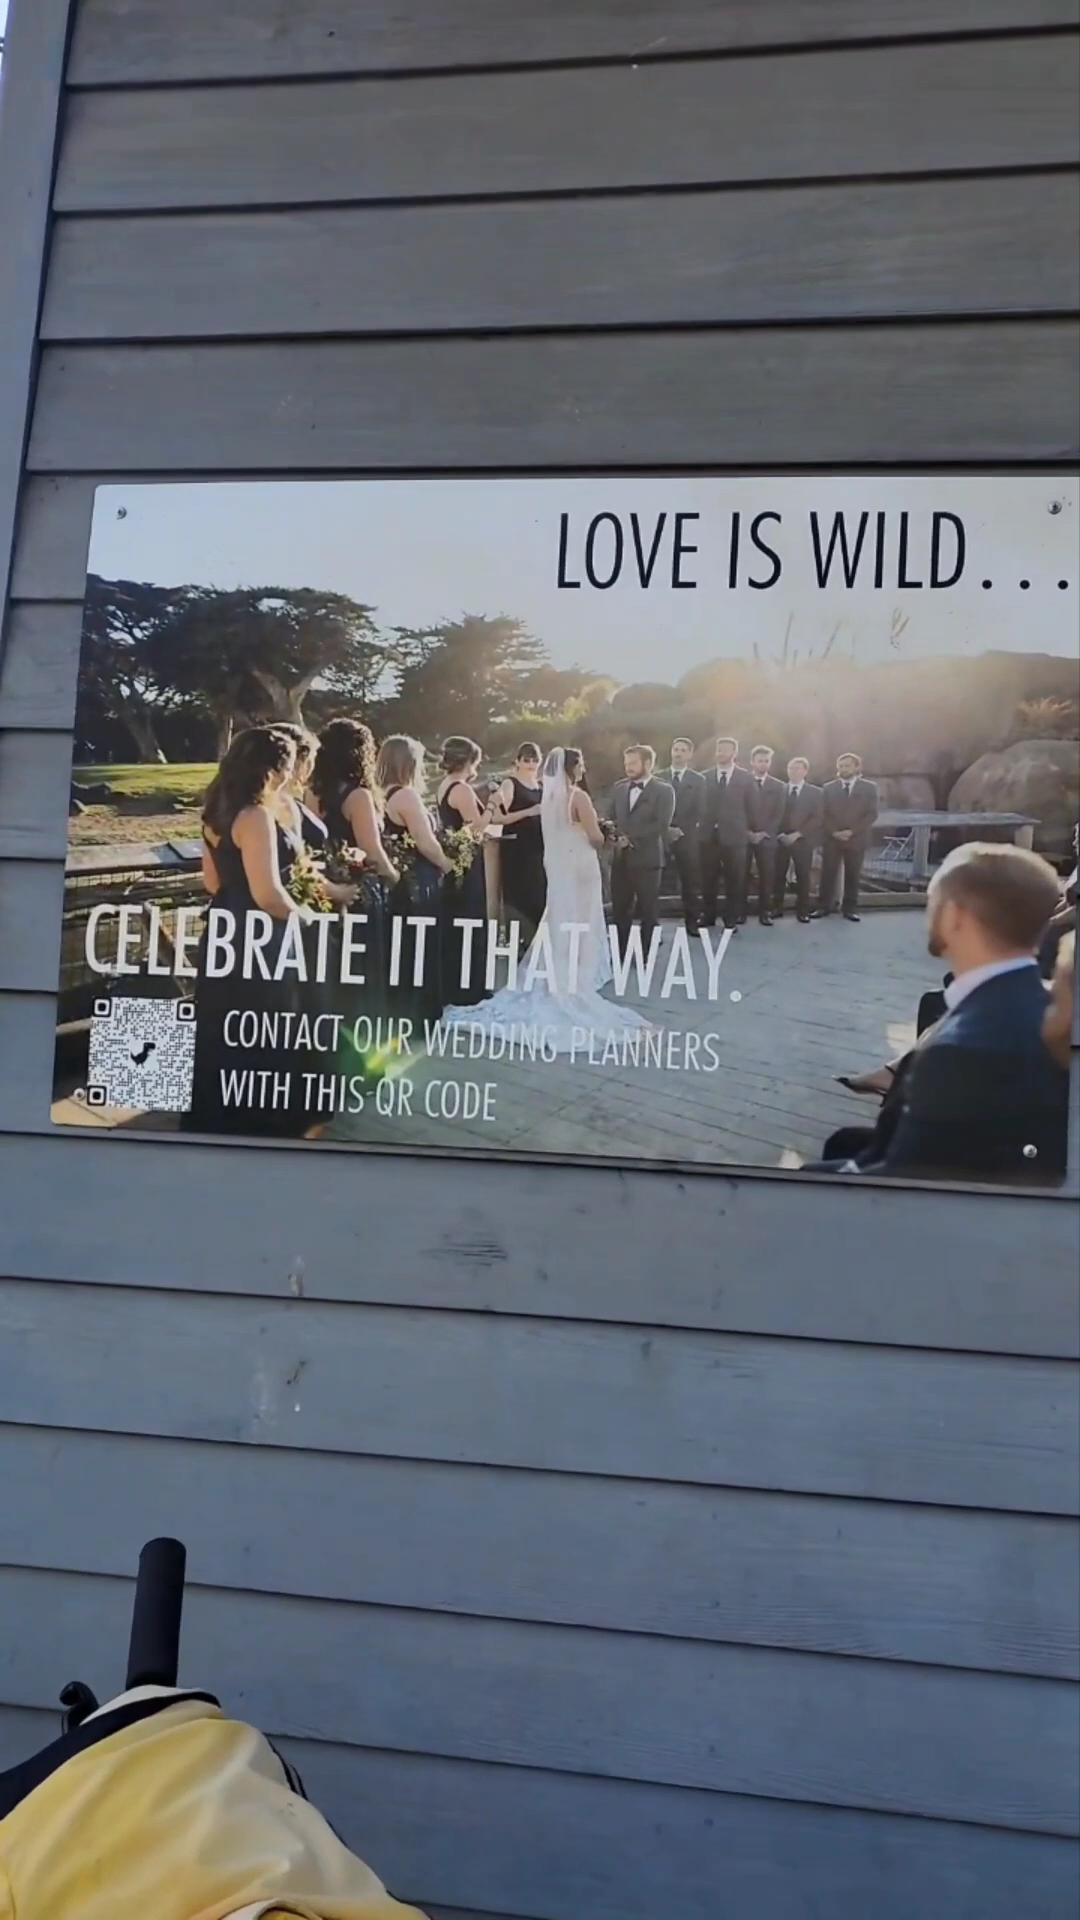 LOVE IS WILD...
CELEBRATE IT THAT WAY.
CONTACT OUR WEDDING PLANNERS
WITH THIS QR CODE